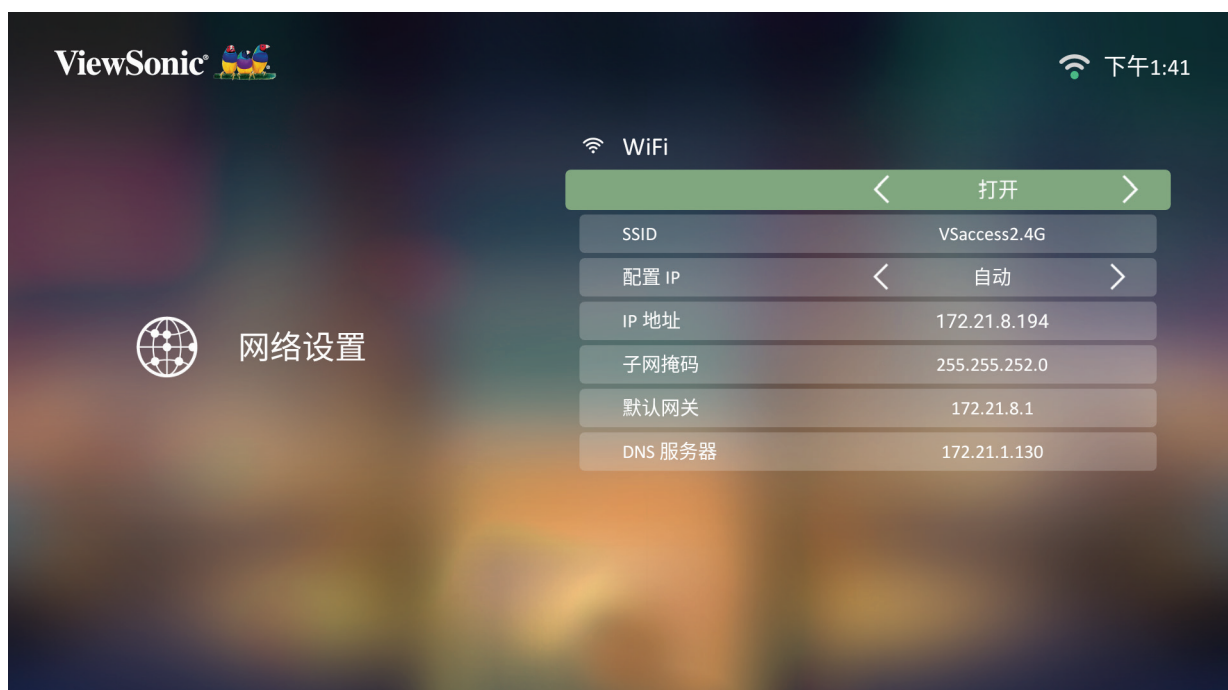 ViewSonic®
下午1:41
WiFi
打开
SSID VSaccess2.4G
配置 IP 自动
IP 地址 172.21.8.194
网络设置
子网掩码 255.255.252.0
默认网关 172.21.8.1
DNS 服务器 172.21.1.130